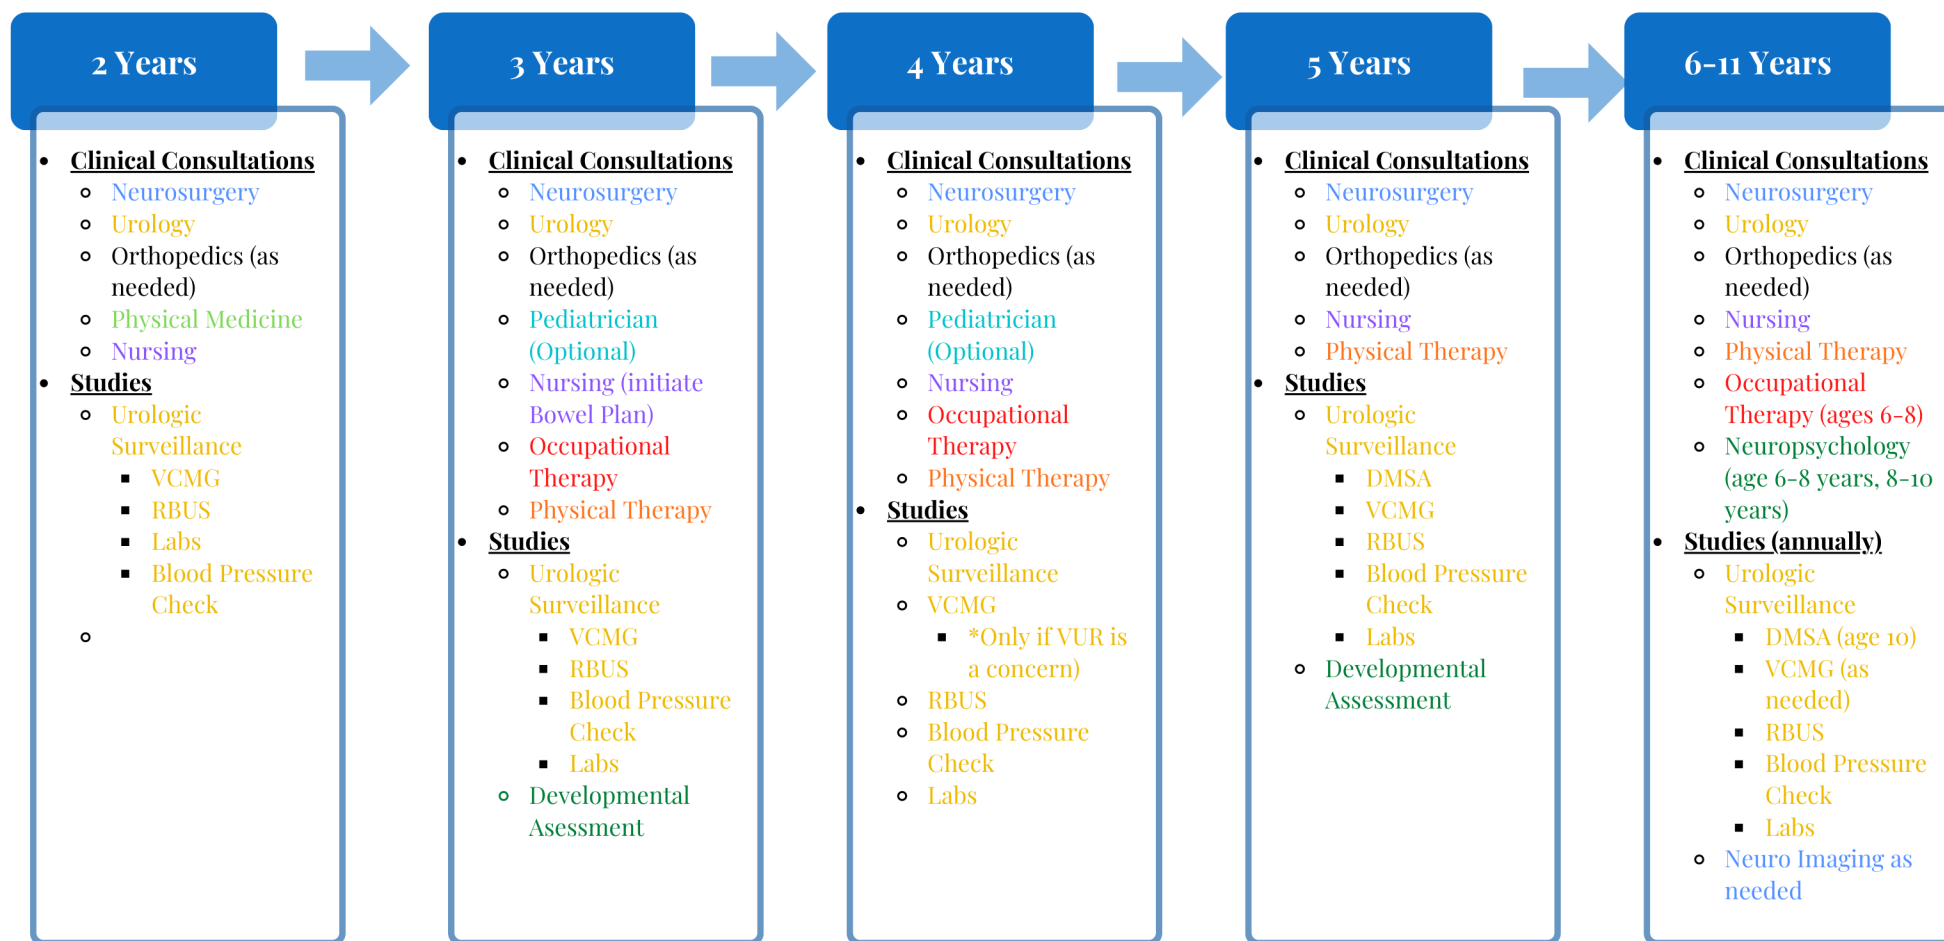 2 Years
Clinical Consultations
Neurosurgery
Urology
Orthopedics (as
needed)
Physical Medicine
Nursing
Studies
Urologic
Surveillance
VCMG
RBUS
Labs
Blood Pressure
Check
3 Years
Clinical Consultations
Neurosurgery
Urology
Orthopedics (as
needed)
Pediatrician
(Optional)
Nursing (initiate
Bowel Plan)
Occupational
Therapy
Physical Therapy
Studies
Urologic
Surveillance
VCMG
RBUS
Blood Pressure
Check
Labs
Developmental
Asessment
4 Years
Clinical Consultations
Neurosurgery
Urology
Orthopedics (as
needed)
Pediatrician
(Optional)
Nursing
Occupational
Therapy
Physical Therapy
Studies
Urologic
Surveillance
VCMG
*Only if VUR is
a concern)
RBUS
Blood Pressure
Check
Labs
5 Years
Clinical Consultations
Neurosurgery
Urology
Orthopedics (as
needed)
Nursing
Physical Therapy
Studies
Urologic
Surveillance
DMSA
VCMG
RBUS
Blood Pressure
Check
Labs
Developmental
Assessment
6-11 Years
Clinical Consultations
Neurosurgery
Urology
Orthopedics (as
needed)
Nursing
Physical Therapy
Occupational
Therapy (ages 6-8)
Neuropsychology
(age 6-8 years, 8-10
years)
Studies (annually)
Urologic
Surveillance
DMSA (age 10)
VCMG (as
needed)
RBUS
Blood Pressure
Check
Labs
Neuro Imaging as
needed